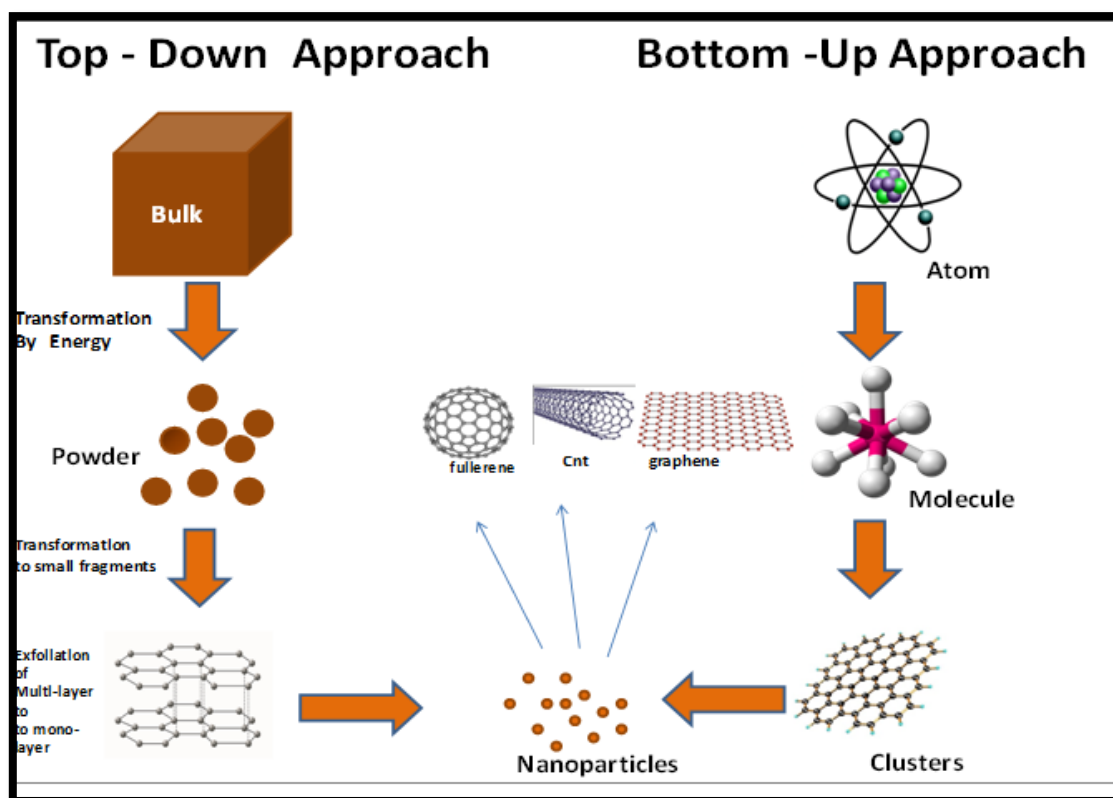 Top - Down Approach
Bottom -Up Approach
Bulk
Atom
Transformation
By Energy
Powder
fullerene
Cnt
graphene
Molecule
Transformation
to small fragments
Exfollation
of
Multi-layer
to
to mono-
layer
Nanoparticles
Clusters